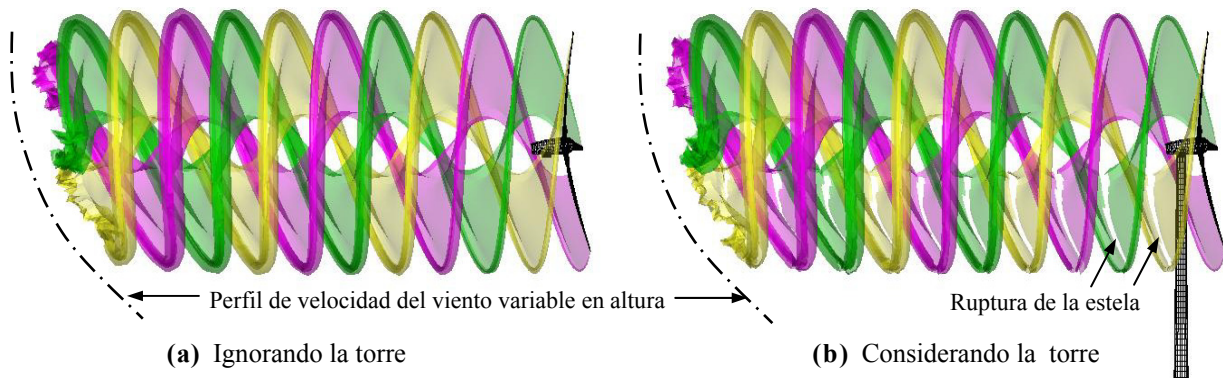 Perfil de velocidad del viento variable en altura
Ruptura de la estela
(a) Ignorando la torre
(b) Considerando la torre